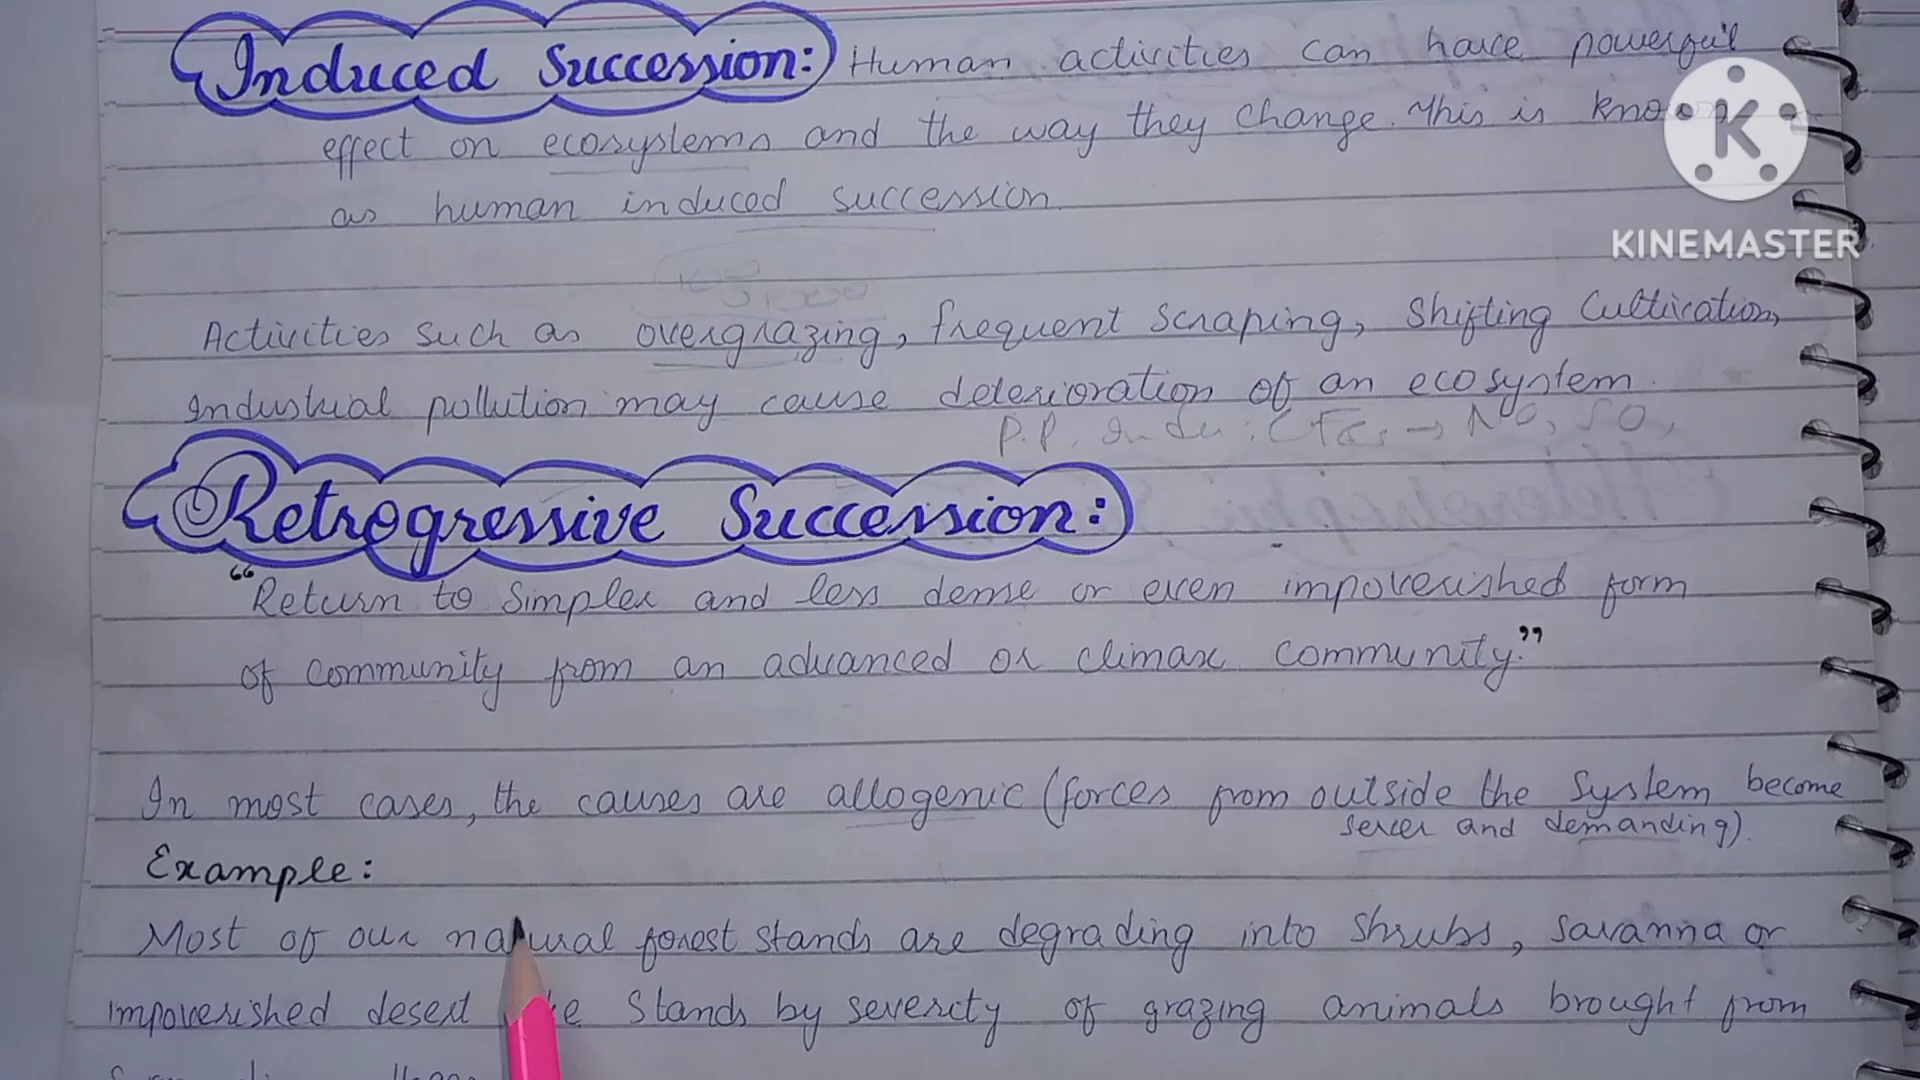 Induced Succession: Human activities can have powerful
effect on ecosystems and the way they change. This is known
as human induced succession.
KINEMASTER
Activities such as overgrazing, frequent scraping, Shifting Cultivation,
Industrial pollution may cause deterioration of an ecosystem.
P.P. Indu: CFCs → NO, SO,
Retrogressive Succession:
"Return to Simpler and less dense or even impoverished form
of community from an advanced or climax community."
In most cases, the causes are allogenic (forces from outside the System become
sever and demanding).
Example:
Most of our natural forest stands are degrading into Shrubs, Savanna or
impoverished desert Stands by severity of grazing animals brought from